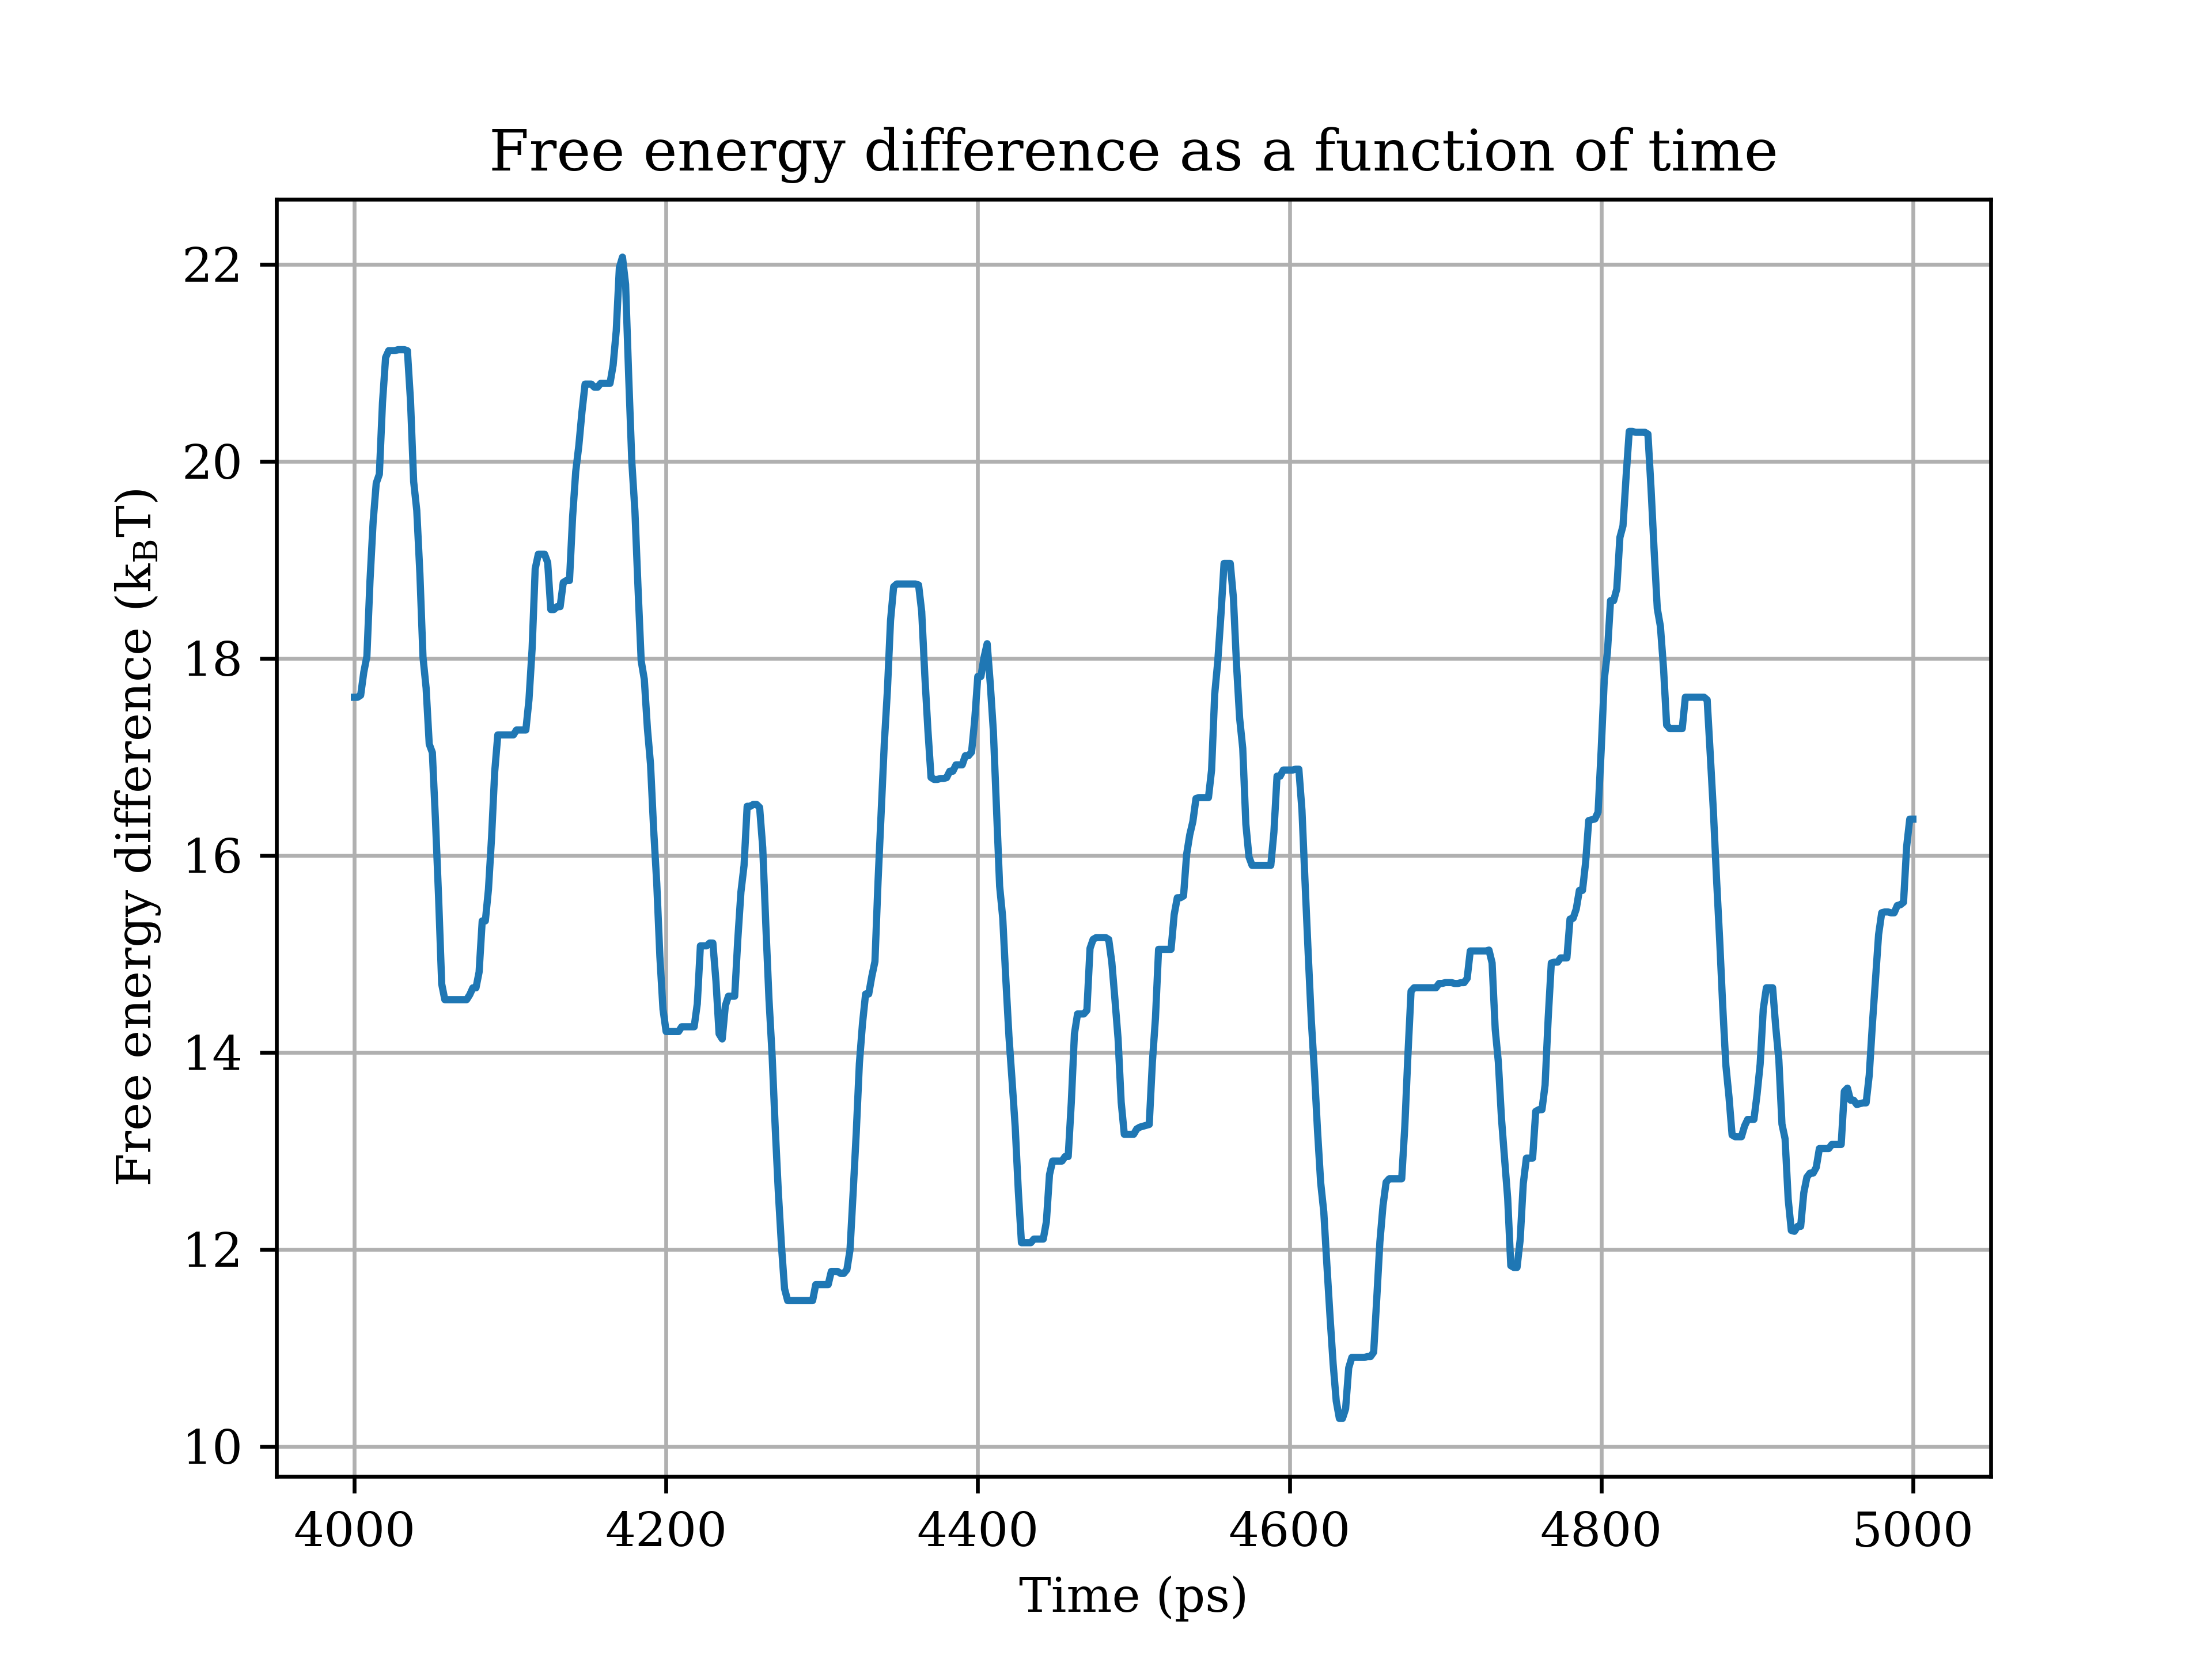 Free energy difference as a function of time
Free energy difference (k_BT)
22
20
18
16
14
12
10
4000 4200 4400 4600 4800 5000
Time (ps)